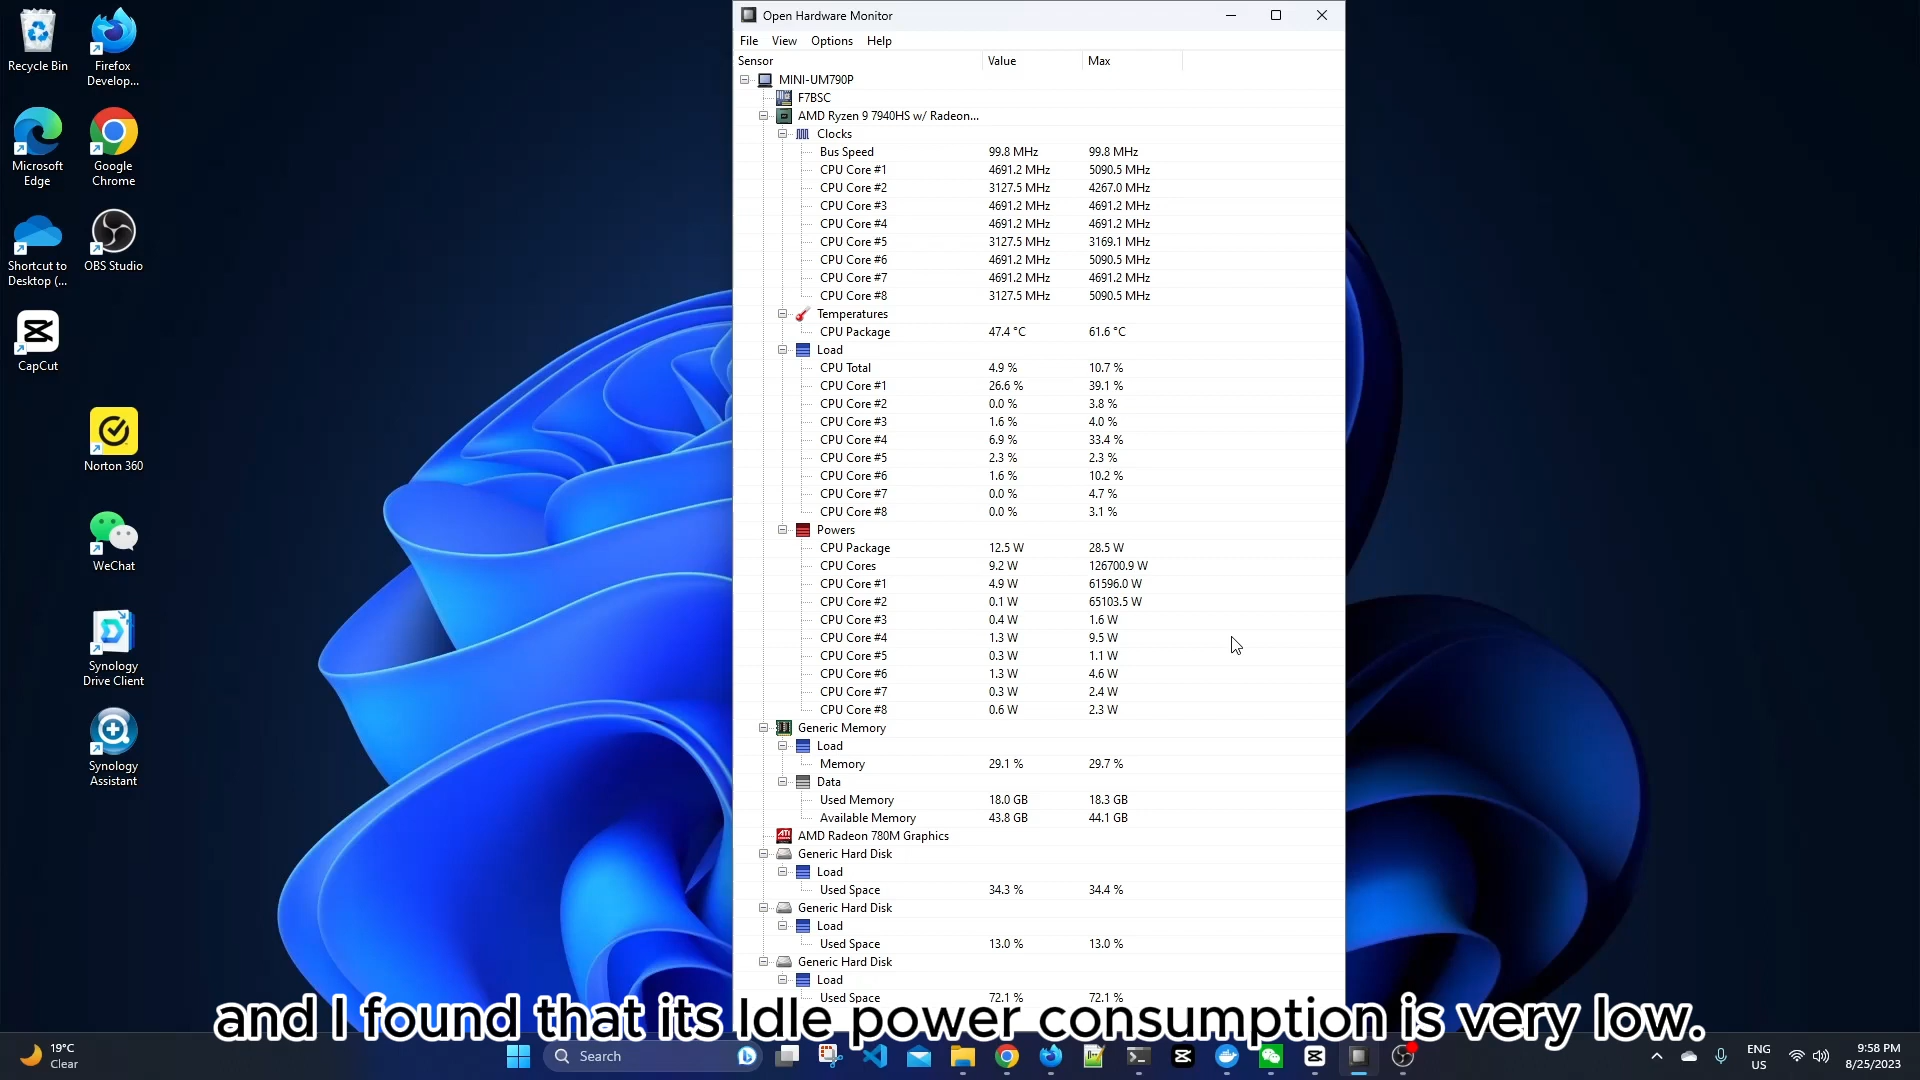 Recycle Bin
Firefox
Develop...
Microsoft
Edge
Google
Chrome
Shortcut to
Desktop (...
OBS Studio
CapCut
Norton 360
WeChat
Synology
Drive Client
Synology
Assistant
Open Hardware Monitor
File View Options Help
Sensor Value Max
MINI-UM790P
F7BSC
AMD Ryzen 9 7940HS w/ Radeon...
Clocks
Bus Speed 99.8 MHz 99.8 MHz
CPU Core #1 4691.2 MHz 5090.5 MHz
CPU Core #2 3127.5 MHz 4267.0 MHz
CPU Core #3 4691.2 MHz 4691.2 MHz
CPU Core #4 4691.2 MHz 4691.2 MHz
CPU Core #5 3127.5 MHz 3169.1 MHz
CPU Core #6 4691.2 MHz 5090.5 MHz
CPU Core #7 4691.2 MHz 4691.2 MHz
CPU Core #8 3127.5 MHz 5090.5 MHz
Temperatures
CPU Package 47.4 °C 61.6 °C
Load
CPU Total 4.9 % 10.7 %
CPU Core #1 26.6 % 39.1 %
CPU Core #2 0.0 % 3.8 %
CPU Core #3 1.6 % 4.0 %
CPU Core #4 6.9 % 33.4 %
CPU Core #5 2.3 % 2.3 %
CPU Core #6 1.6 % 10.2 %
CPU Core #7 0.0 % 4.7 %
CPU Core #8 0.0 % 3.1 %
Powers
CPU Package 12.5 W 28.5 W
CPU Cores 9.2 W 126700.9 W
CPU Core #1 4.9 W 61596.0 W
CPU Core #2 0.1 W 65103.5 W
CPU Core #3 0.4 W 1.6 W
CPU Core #4 1.3 W 9.5 W
CPU Core #5 0.3 W 1.1 W
CPU Core #6 1.3 W 4.6 W
CPU Core #7 0.3 W 2.4 W
CPU Core #8 0.6 W 2.3 W
Generic Memory
Load
Memory 29.1 % 29.7 %
Data
Used Memory 18.0 GB 18.3 GB
Available Memory 43.8 GB 44.1 GB
AMD Radeon 780M Graphics
Generic Hard Disk
Load
Used Space 34.3 % 34.4 %
Generic Hard Disk
Load
Used Space 13.0 % 13.0 %
Generic Hard Disk
Load
Used Space 72.1 % 72.1 %
and I found that its Idle power consumption is very low.
19°C
Clear
Search
ENG
US
9:58 PM
8/25/2023